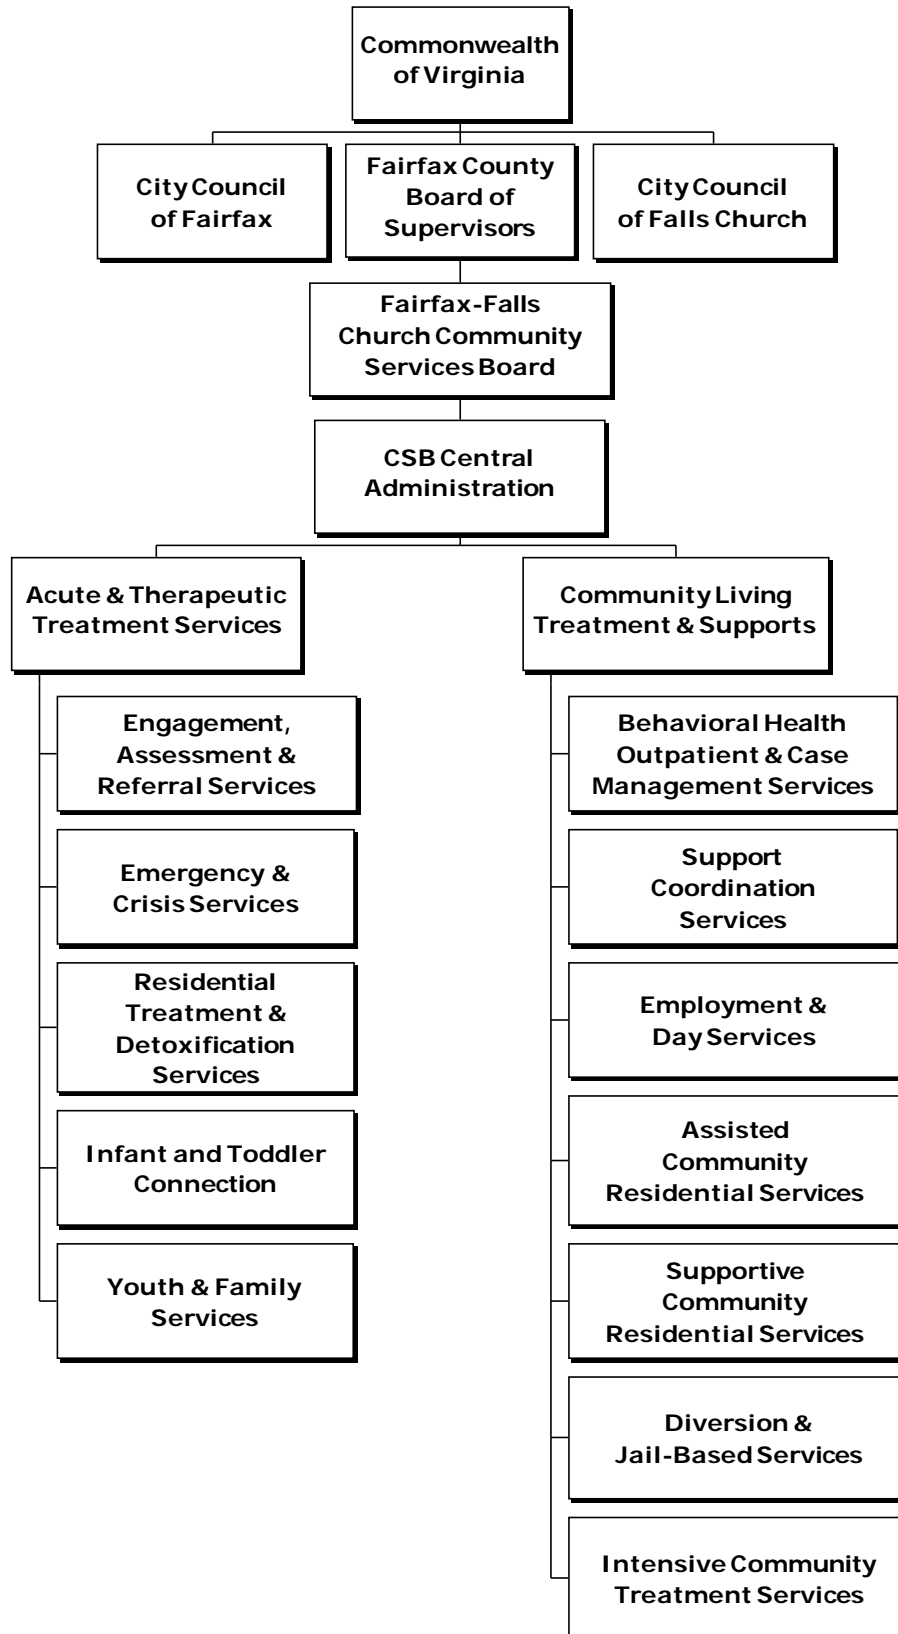 Commonwealth
of Virginia
City Council
of Fairfax
Fairfax County
Board of
Supervisors
City Council
of Falls Church
Fairfax-Falls
Church Community
Services Board
CSB Central
Administration
Acute & Therapeutic
Treatment Services
Engagement,
Assessment &
Referral Services
Emergency &
Crisis Services
Residential
Treatment &
Detoxification
Services
Infant and Toddler
Connection
Youth & Family
Services
Community Living
Treatment & Supports
Behavioral Health
Outpatient & Case
Management Services
Support
Coordination
Services
Employment &
Day Services
Assisted
Community
Residential Services
Supportive
Community
Residential Services
Diversion &
Jail-Based Services
Intensive Community
Treatment Services